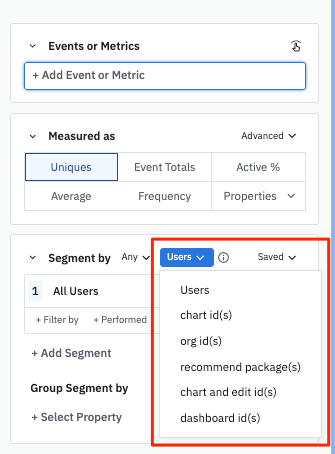 Events or Metrics
+ Add Event or Metric
Measured as
Advanced
Uniques Event Totals Active %
Average Frequency Properties
Segment by Any Users Saved
1 All Users
Users
chart id(s)
+ Filter by + Performed
org id(s)
+ Add Segment
recommend package(s)
Group Segment by
chart and edit id(s)
+ Select Property
dashboard id(s)